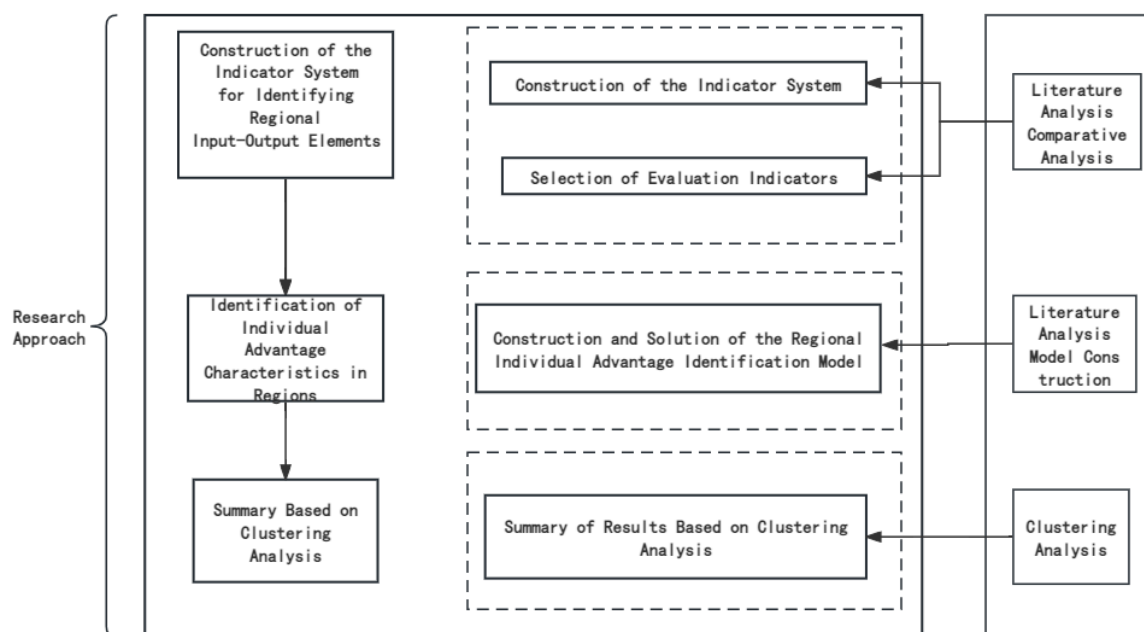 Research
Approach
Construction of the
Indicator System
for Identifying
Regional
Input-Output Elements
Identification of
Individual
Advantage
Characteristics in
Regions
Summary Based on
Clustering
Analysis
Construction of the Indicator System
Selection of Evaluation Indicators
Construction and Solution of the Regional
Individual Advantage Identification Model
Summary of Results Based on Clustering
Analysis
Literature
Analysis
Comparative
Analysis
Literature
Analysis
Model Cons
truction
Clustering
Analysis